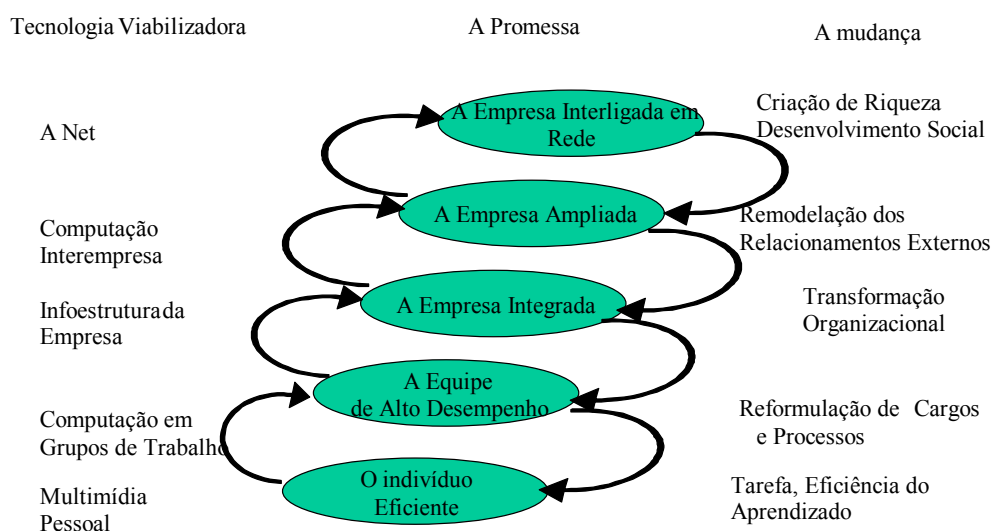 Tecnologia Viabilizadora
A Promessa
A mudança
A Net
A Empresa Interligada em
Rede
Criação de Riqueza
Desenvolvimento Social
Computação
Interempresa
A Empresa Ampliada
Remodelação dos
Relacionamentos Externos
Infoestrutura da
Empresa
A Empresa Integrada
Transformação
Organizacional
Computação em
Grupos de Trabalho
A Equipe
de Alto Desempenho
Reformulação de Cargos
e Processos
Multimídia
Pessoal
O indivíduo
Eficiente
Tarefa, Eficiência do
Aprendizado